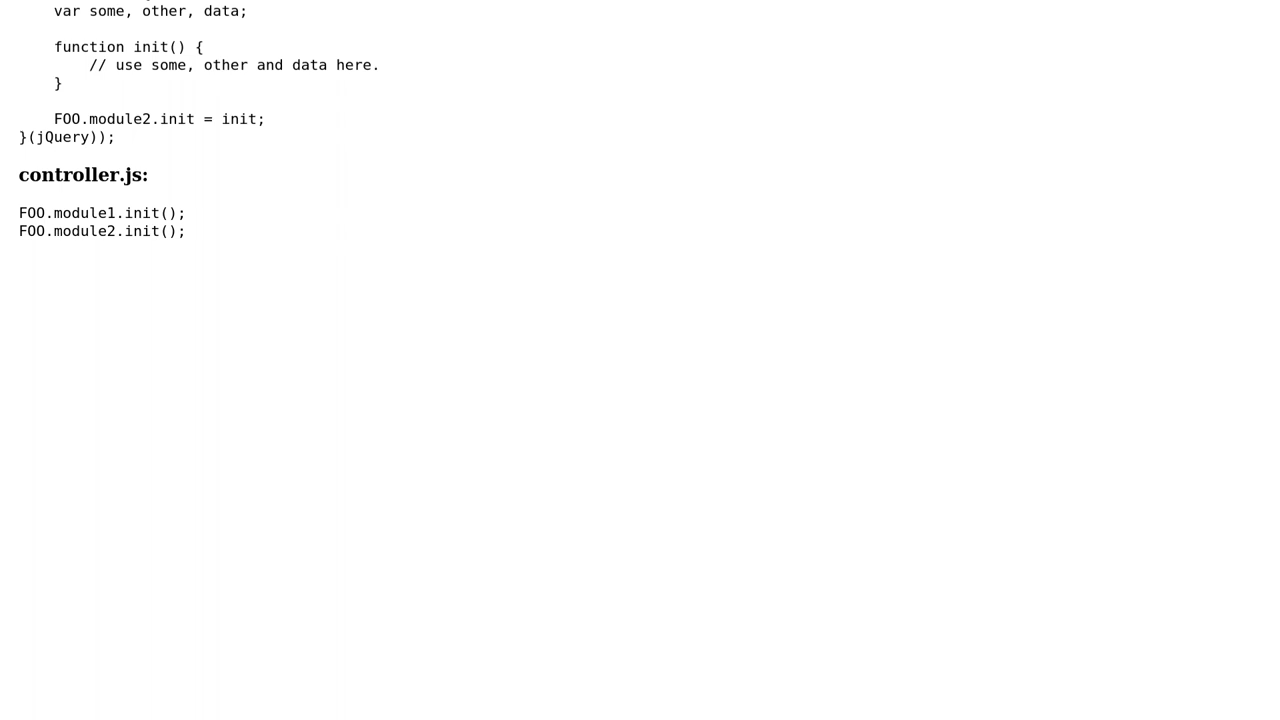 var some, other, data;
function init() {
// use some, other and data here.
}
FOO.module2.init = init;
}(jQuery));
controller.js:
FOO.module1.init();
FOO.module2.init();